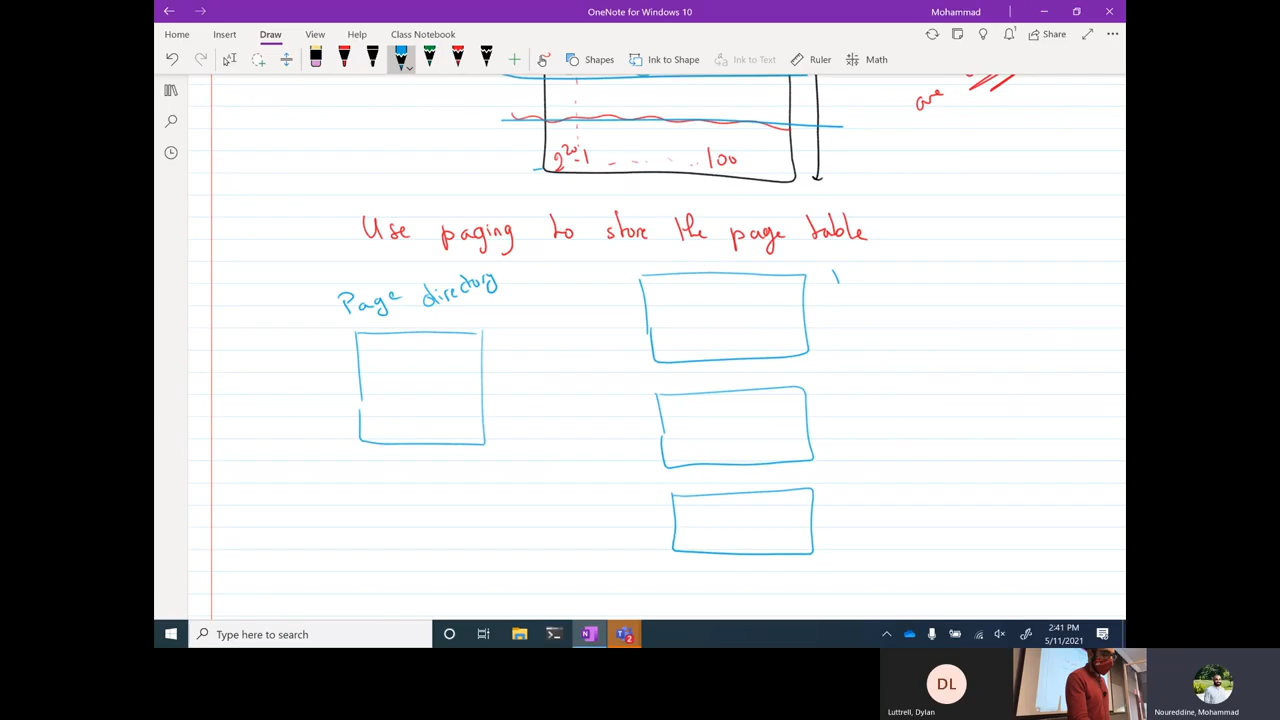 OneNote for Windows 10
Mohammad
Home Insert Draw View Help Class Notebook
Share
Shapes Ink to Shape Ink to Text Ruler Math
are
2^20-1 ........ 100
Use paging to store the page table
Page directory
Type here to search
2
2:41 PM
5/11/2021
DL
Luttrell, Dylan
Noureddine, Mohammad